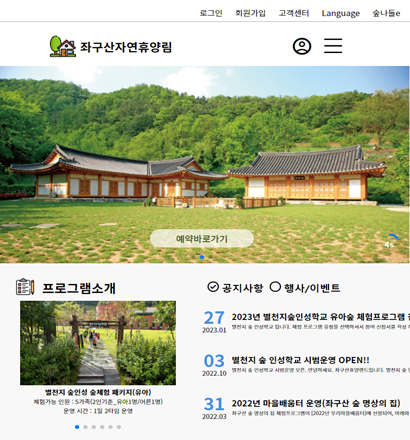 로그인 회원가입 고객센터 Language 숲나들e
좌구산자연휴양림
예약바로가기
프로그램소개
공지사항 행사/이벤트
별천지 숲인성 숲체험 패키지(유아)
체험가능 인원 : 5가족(2인기준_유아1명/어른1명)
운영 시간 : 1일 2타임 운영
27
2023.01
2023년 별천지숲인성학교 유아숲 체험프로그램
별천지 숲 인성학교 입니다. 체험 프로그램 유형을 선택하셔서 참여 신청서를 작성
03
2022.10
별천지 숲 인성학교 시범운영 OPEN!!
별천지 숲 인성학교 시범운영 오픈. 안녕하세요. 좌구산휴양랜드입니다. 별천지 숲 인성
31
2022.03
2022년 마을배움터 운영(좌구산 숲 명상의 집)
좌구산 숲 명상의 집 체험프로그램이 [2022년 우리마을배움터]에 선정되어, 아래와